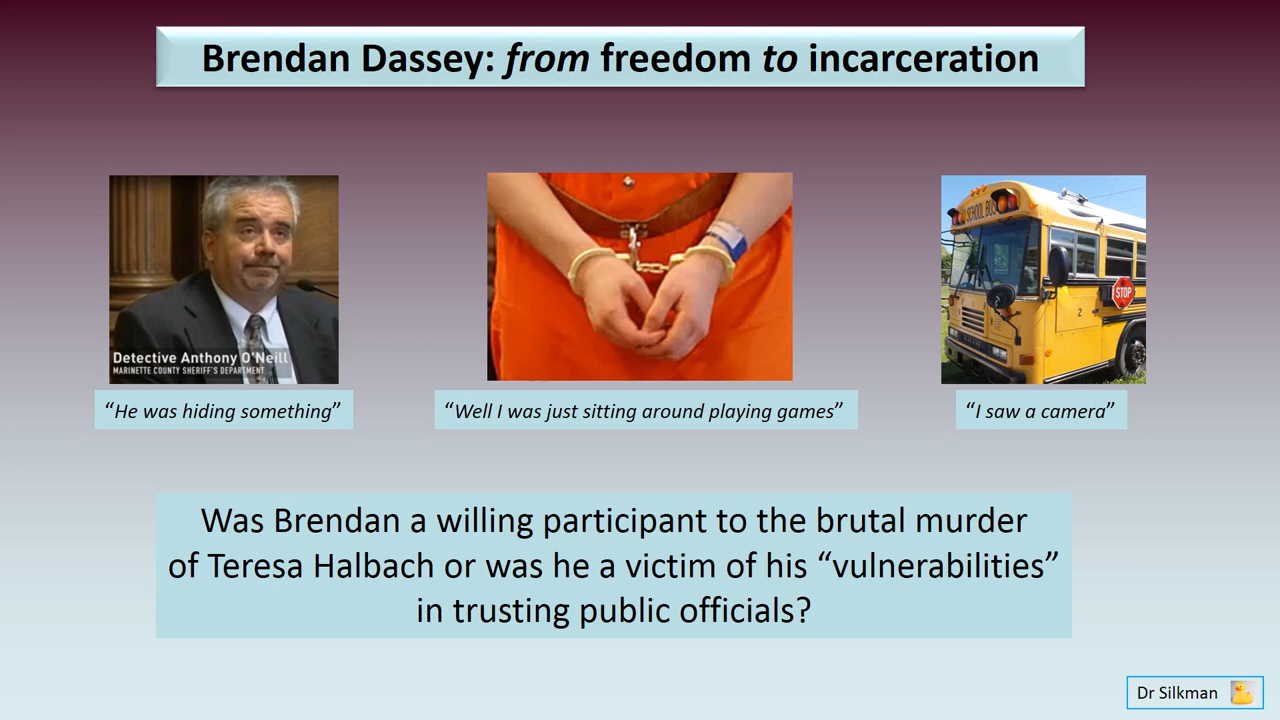 Brendan Dassey: from freedom to incarceration
Detective Anthony O'Neill
MARINETTE COUNTY SHERIFF'S DEPARTMENT
SCHOOL BUS
STOP
2
“He was hiding something”
“Well I was just sitting around playing games”
“I saw a camera”
Was Brendan a willing participant to the brutal murder
of Teresa Halbach or was he a victim of his “vulnerabilities”
in trusting public officials?
Dr Silkman